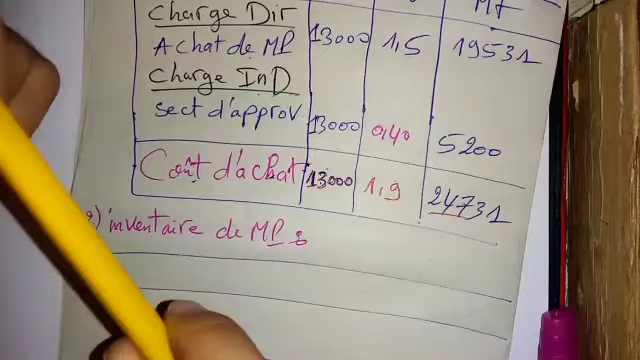 Charge Dir Mt
Achat de MP 13000 1,5 19531
Charge InD
sect d'approv 13000 0,40 5200
Coût d'achat 13000 1,9 24731
2) inventaire de MP :